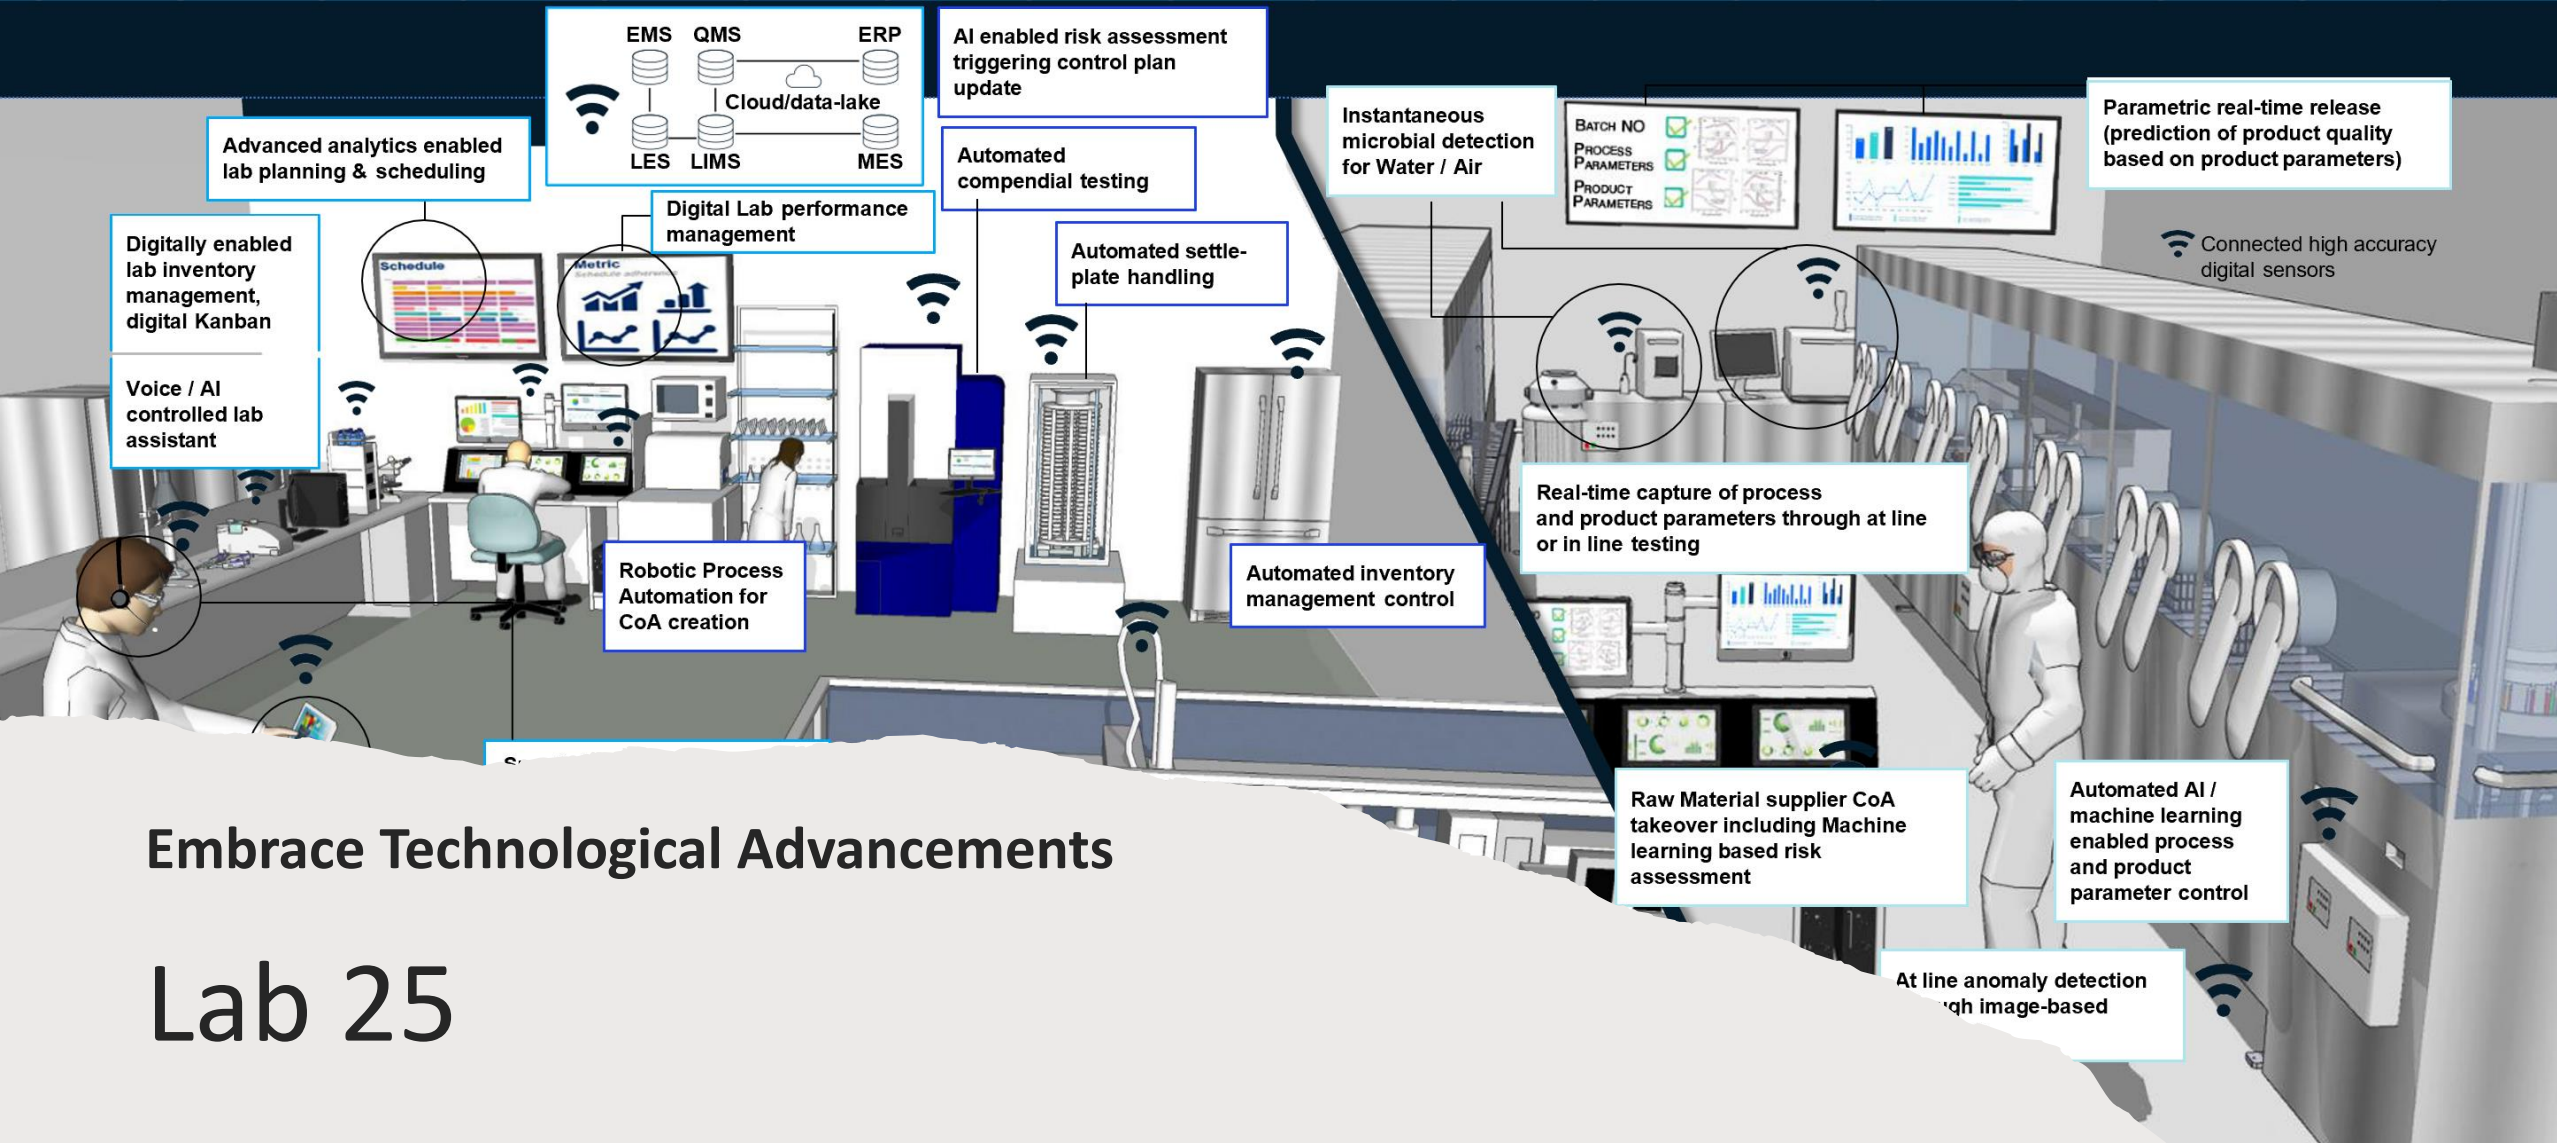 EMS QMS ERP
Cloud/data-lake
LES LIMS MES
AI enabled risk assessment
triggering control plan
update
Advanced analytics enabled
lab planning & scheduling
Automated
compendial testing
Digital Lab performance
management
Automated settle-
plate handling
Digitally enabled
lab inventory
management,
digital Kanban
Voice / AI
controlled lab
assistant
Schedule
Metric
Schedule adherence
Robotic Process
Automation for
CoA creation
Automated inventory
management control
Instantaneous
microbial detection
for Water / Air
BATCH NO
PROCESS
PARAMETERS
PRODUCT
PARAMETERS
Parametric real-time release
(prediction of product quality
based on product parameters)
Connected high accuracy
digital sensors
Real-time capture of process
and product parameters through at line
or in line testing
Raw Material supplier CoA
takeover including Machine
learning based risk
assessment
Automated AI /
machine learning
enabled process
and product
parameter control
At line anomaly detection
image-based
Embrace Technological Advancements
Lab 25